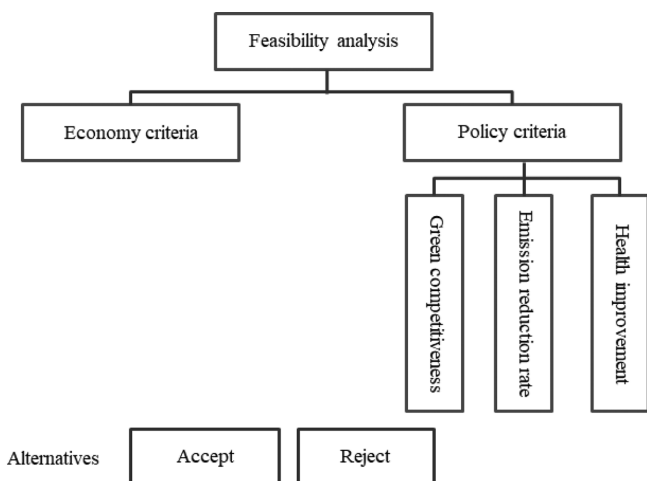 Feasibility analysis
Economy criteria
Policy criteria
Green competitiveness
Emission reduction rate
Health improvement
Alternatives
Accept
Reject